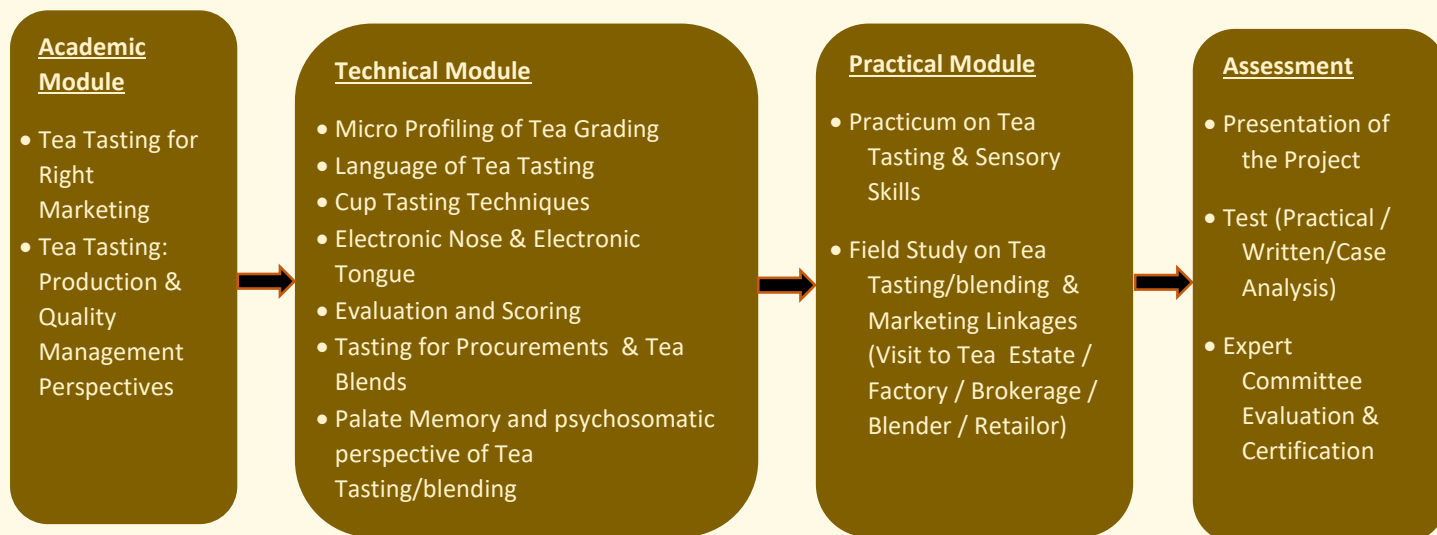 Academic
Module
• Tea Tasting for
Right
Marketing
• Tea Tasting:
Production &
Quality
Management
Perspectives
Technical Module
• Micro Profiling of Tea Grading
• Language of Tea Tasting
• Cup Tasting Techniques
• Electronic Nose & Electronic
Tongue
• Evaluation and Scoring
• Tasting for Procurements & Tea
Blends
• Palate Memory and psychosomatic
perspective of Tea
Tasting/blending
Practical Module
• Practicum on Tea
Tasting & Sensory
Skills
• Field Study on Tea
Tasting/blending &
Marketing Linkages
(Visit to Tea Estate /
Factory / Brokerage /
Blender / Retailor)
Assessment
• Presentation of
the Project
• Test (Practical /
Written/Case
Analysis)
• Expert
Committee
Evaluation &
Certification